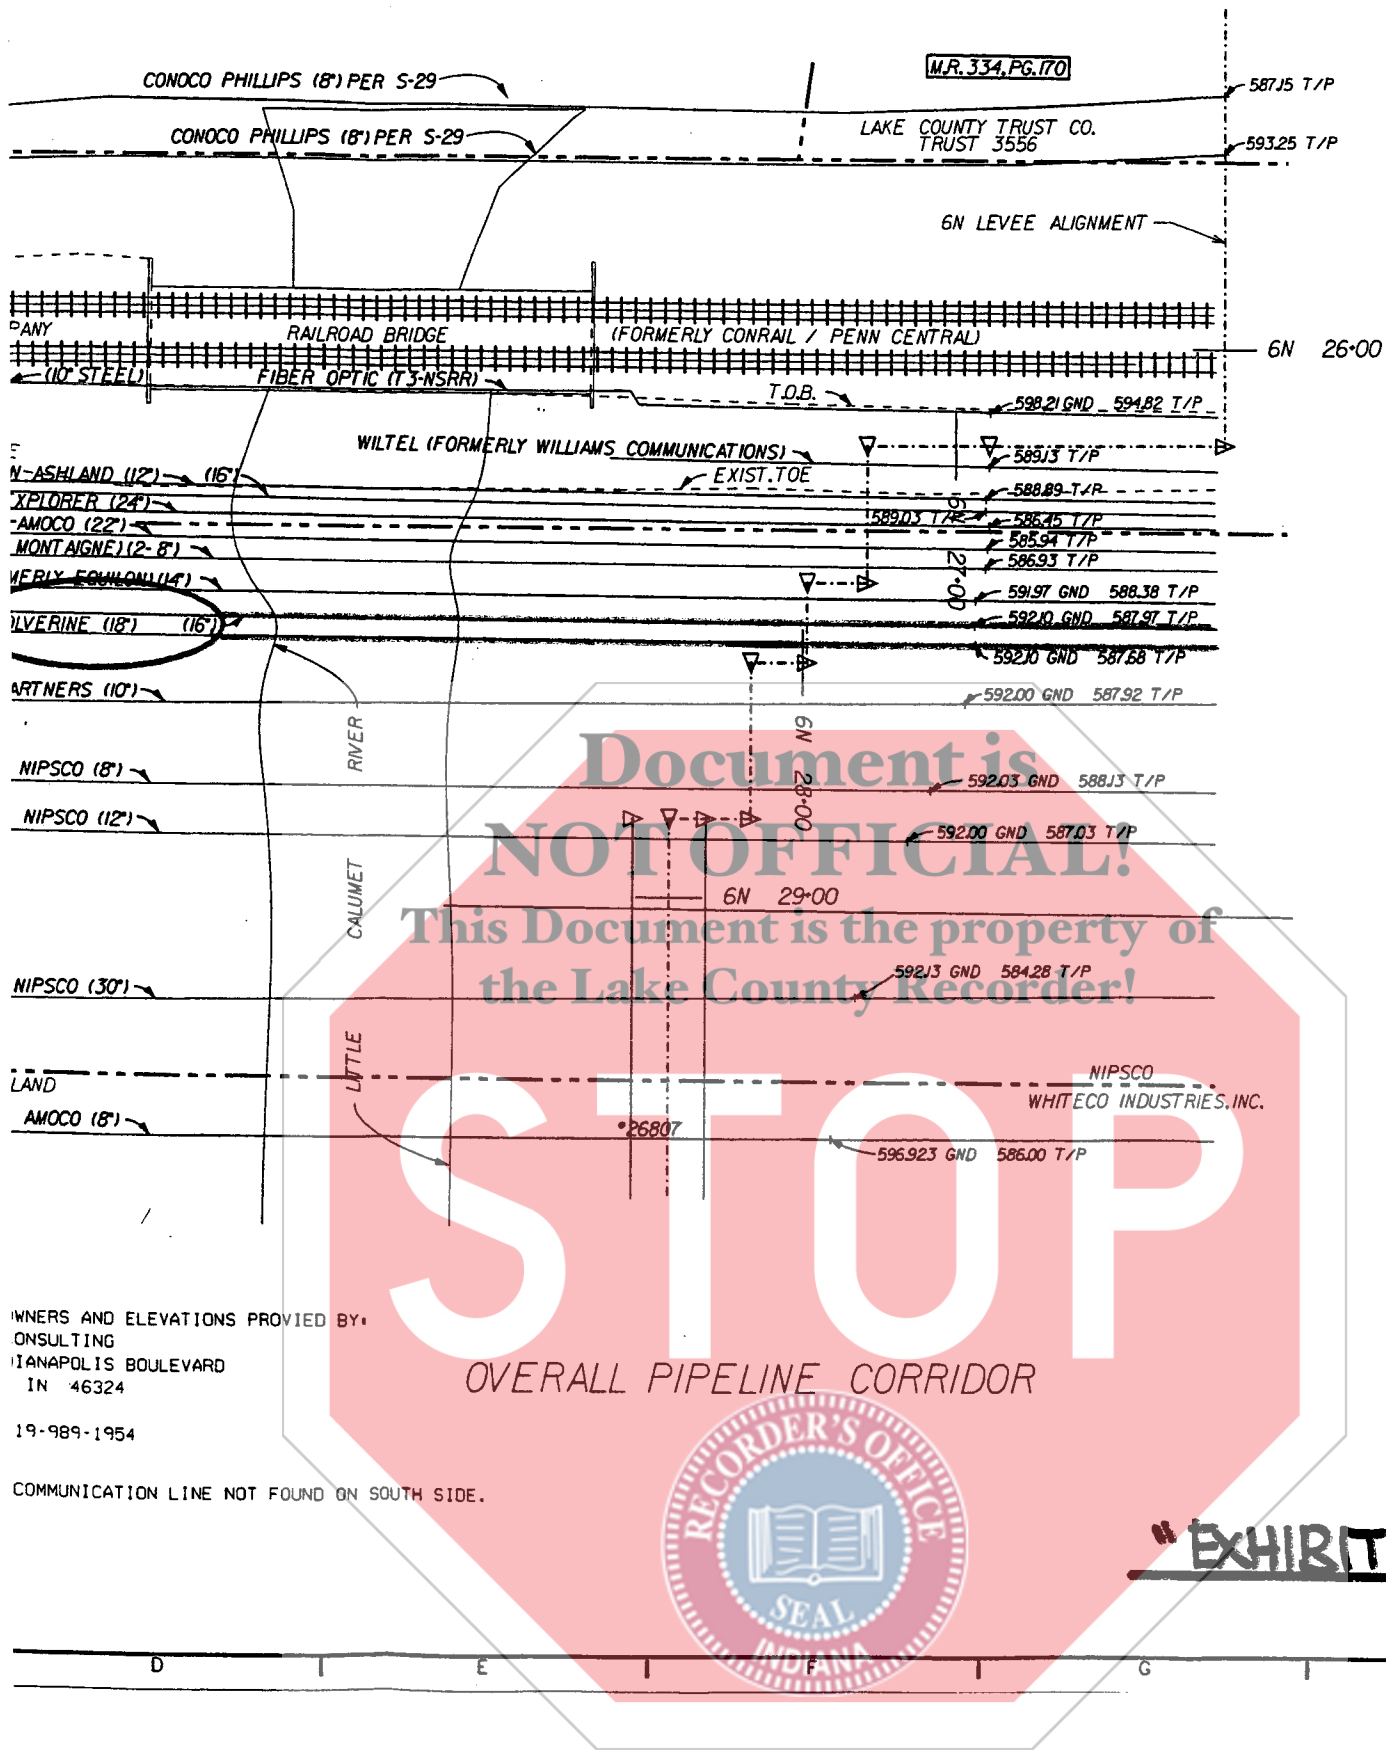 M.R. 334, PG. 170
CONOCO PHILLIPS (8") PER S-29
587.15 T/P
LAKE COUNTY TRUST CO.
TRUST 3556
CONOCO PHILLIPS (8") PER S-29
593.25 T/P
6N LEVEE ALIGNMENT
PANY
RAILROAD BRIDGE
(FORMERLY CONRAIL / PENN CENTRAL)
6N 26+00
(10" STEEL)
FIBER OPTIC (T3-NSRR)
T.O.B.
598.21 GND 594.82 T/P
WILTEL (FORMERLY WILLIAMS COMMUNICATIONS)
589.13 T/P
E
N-ASHLAND (12") (16")
EXIST. TOE
588.89 T/P
XPLORER (24")
589.03 T/P
586.45 T/P
-AMOCO (22")
585.94 T/P
MONTAIGNE) (2-8")
586.93 T/P
6N 27+00
MERLY EQUILON) (14")
591.97 GND 588.38 T/P
OLVERINE (18") (16")
592.10 GND 587.97 T/P
592.10 GND 587.68 T/P
ARTNERS (10")
592.00 GND 587.92 T/P
6N 28+00
Document is
NIPSCO (8")
592.03 GND 588.13 T/P
NIPSCO (12")
592.00 GND 587.03 T/P
NOT OFFICIAL!
6N 29+00
This Document is the property of
the Lake County Recorder!
592.13 GND 584.28 T/P
NIPSCO (30")
LITTLE CALUMET RIVER
LAND
NIPSCO
WHITECO INDUSTRIES, INC.
AMOCO (8")
*26807
596.923 GND 586.00 T/P
STOP
WNERS AND ELEVATIONS PROVIED BY:
ONSULTING
IANAPOLIS BOULEVARD
IN 46324
19-989-1954
OVERALL PIPELINE CORRIDOR
COMMUNICATION LINE NOT FOUND ON SOUTH SIDE.
RECORDER'S OFFICE
SEAL
INDIANA
" EXHIBIT
D E F G